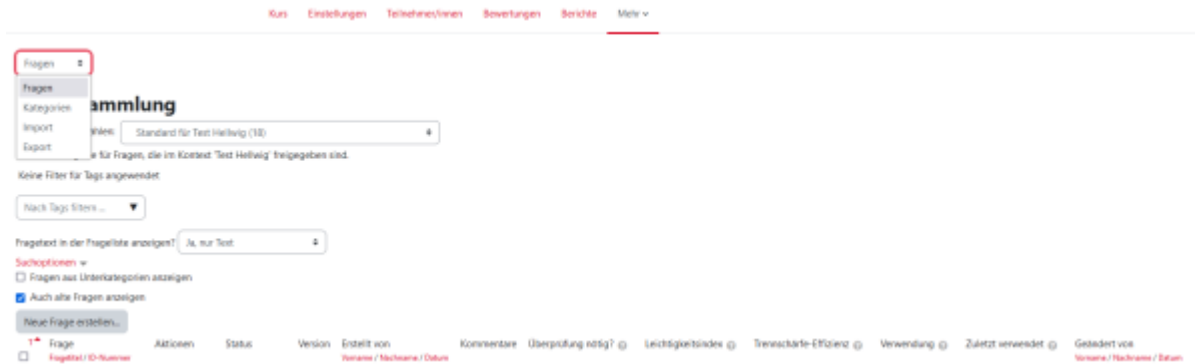 Kurs Einstellungen Teilnehmer/innen Bewertungen Berichte Mehr
Fragen
Fragen
Kategorien
Import
Export
ammlung
Standard für Test Hellwig (18)
für Fragen, die im Kontext 'Test Hellwig' freigegeben sind.
Keine Filter für Tags angewendet
Nach Tags filtern ...
Fragetext in der Frageliste anzeigen? Ja, nur Text
Suchoptionen
Fragen aus Unterkategorien anzeigen
Auch alte Fragen anzeigen
Neue Frage erstellen...
Frage Aktionen Status Version Erstellt von Kommentare Überprüfung nötig? Leichtigkeitsindex Trennschärfe-Effizienz Verwendung Zuletzt verwendet Geändert von
Fragetitel / ID-Nummer Vorname / Nachname / Datum Vorname / Nachname / Datum